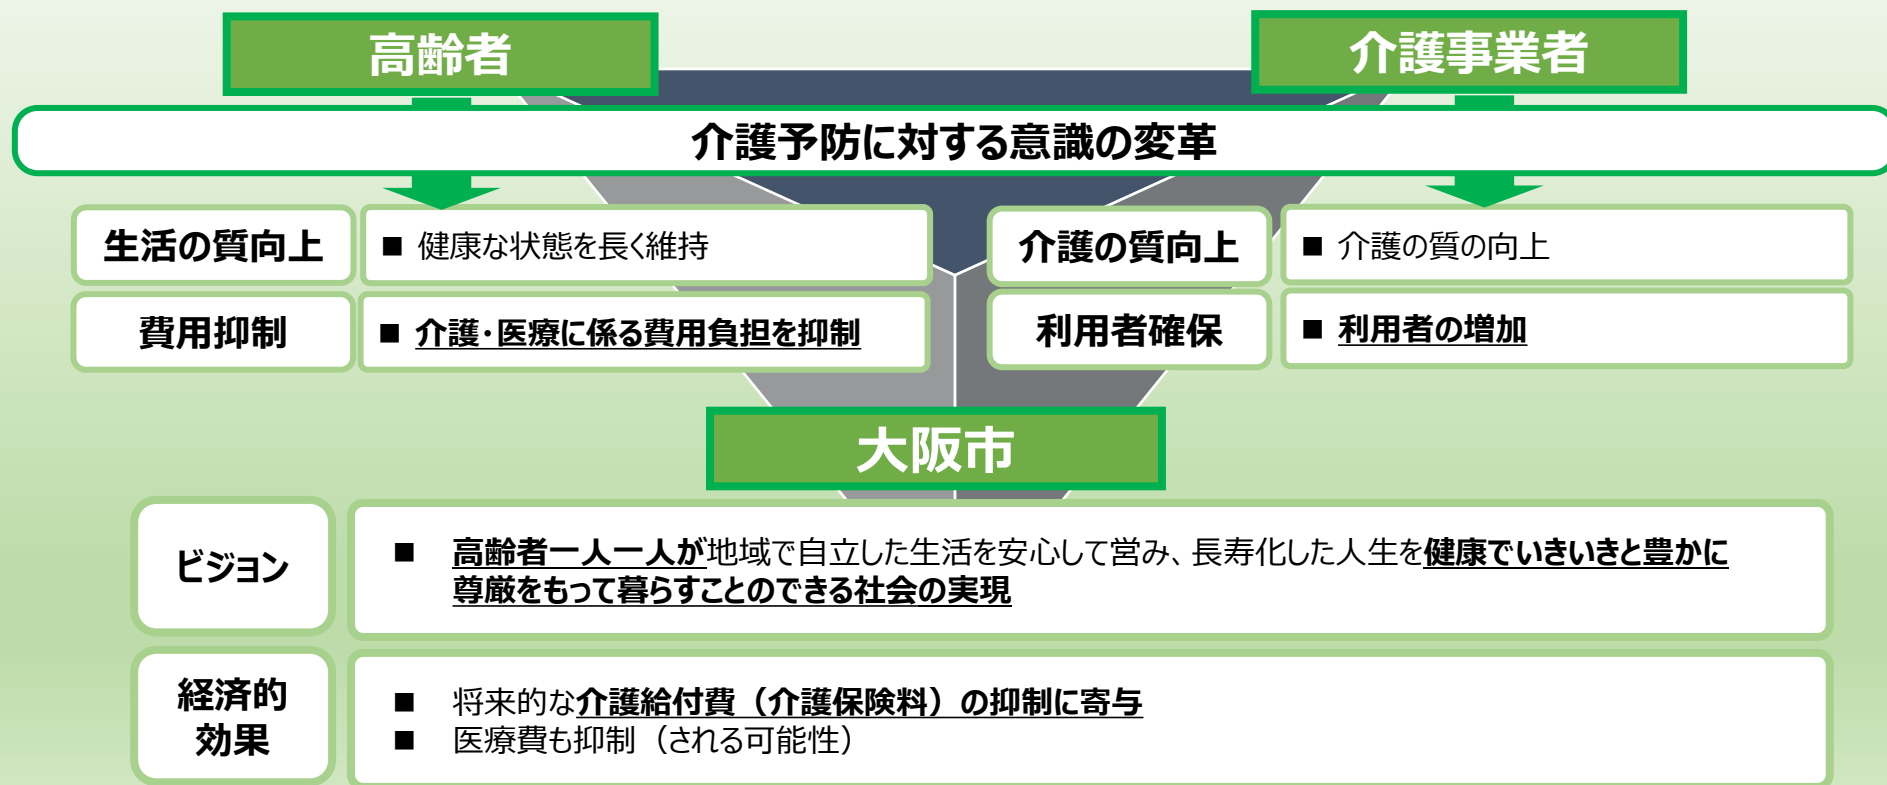 高齢者
介護事業者
介護予防に対する意識の変革
生活の質向上
■ 健康な状態を長く維持
費用抑制
■ 介護・医療に係る費用負担を抑制
介護の質向上
■ 介護の質の向上
利用者確保
■ 利用者の増加
大阪市
ビジョン
■ 高齢者一人一人が地域で自立した生活を安心して営み、長寿化した人生を健康でいきいきと豊かに
尊厳をもって暮らすことのできる社会の実現
経済的
効果
■ 将来的な介護給付費（介護保険料）の抑制に寄与
■ 医療費も抑制（される可能性）